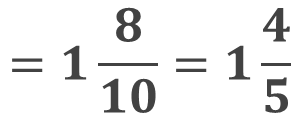 = 1 8/10 = 1 4/5